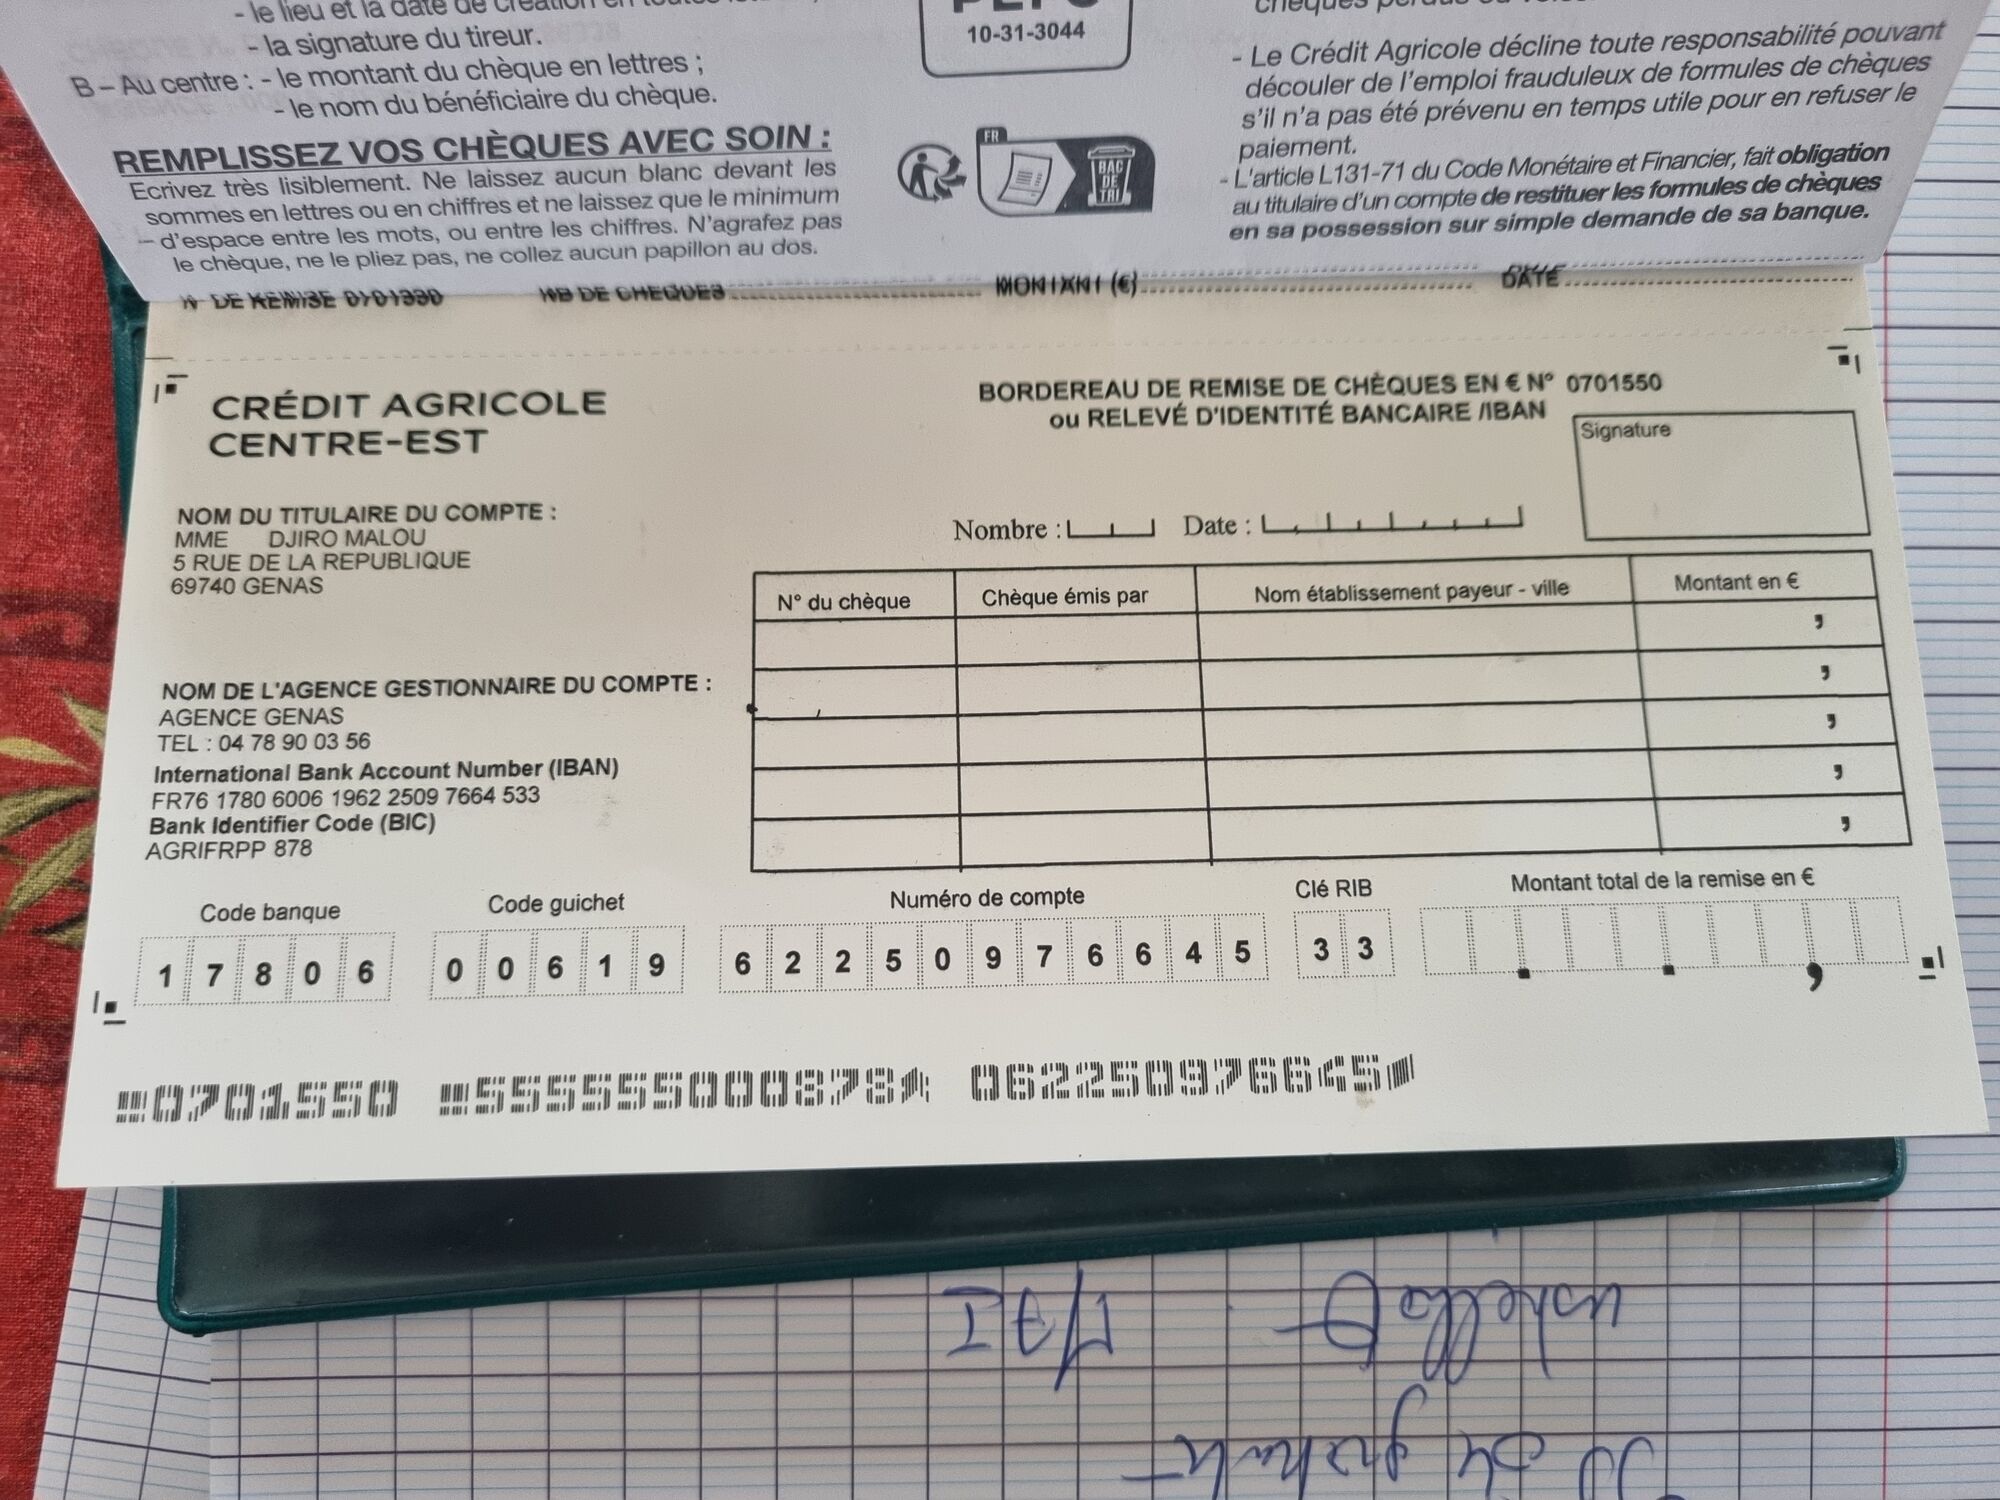 - la signature du tireur.
B – Au centre : - le montant du chèque en lettres ;
- le nom du bénéficiaire du chèque.
REMPLISSEZ VOS CHÈQUES AVEC SOIN :
Ecrivez très lisiblement. Ne laissez aucun blanc devant les
sommes en lettres ou en chiffres et ne laissez que le minimum
d'espace entre les mots, ou entre les chiffres. N'agrafez pas
le chèque, ne le pliez pas, ne collez aucun papillon au dos.
10-31-3044
FR
BAC
DE
TRI
- Le Crédit Agricole décline toute responsabilité pouvant
découler de l'emploi frauduleux de formules de chèques
s'il n'a pas été prévenu en temps utile pour en refuser le
paiement.
- L'article L131-71 du Code Monétaire et Financier, fait obligation
au titulaire d'un compte de restituer les formules de chèques
en sa possession sur simple demande de sa banque.
DE REMISE NB DE CHEQUES MONTANT (€) DATE
CRÉDIT AGRICOLE
CENTRE-EST
BORDEREAU DE REMISE DE CHÈQUES EN € N° 0701550
ou RELEVÉ D'IDENTITÉ BANCAIRE /IBAN
Signature
NOM DU TITULAIRE DU COMPTE :
MME DJIRO MALOU
5 RUE DE LA REPUBLIQUE
69740 GENAS
Nombre : Date :
N° du chèque Chèque émis par Nom établissement payeur - ville Montant en €
,
,
,
,
,
NOM DE L'AGENCE GESTIONNAIRE DU COMPTE :
AGENCE GENAS
TEL : 04 78 90 03 56
International Bank Account Number (IBAN)
FR76 1780 6006 1962 2509 7664 533
Bank Identifier Code (BIC)
AGRIFRPP 878
Code banque Code guichet Numéro de compte Clé RIB Montant total de la remise en €
1 7 8 0 6 0 0 6 1 9 6 2 2 5 0 9 7 6 6 4 5 3 3 . . ,
0701550 555555000878 062250976645